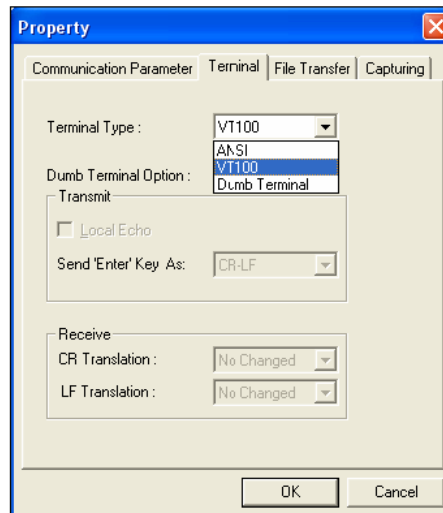 Property
Communication Parameter Terminal File Transfer Capturing
Terminal Type : VT100
ANSI
VT100
Dumb Terminal
Dumb Terminal Option :
Transmit
Local Echo
Send 'Enter' Key As: CR-LF
Receive
CR Translation : No Changed
LF Translation : No Changed
OK Cancel